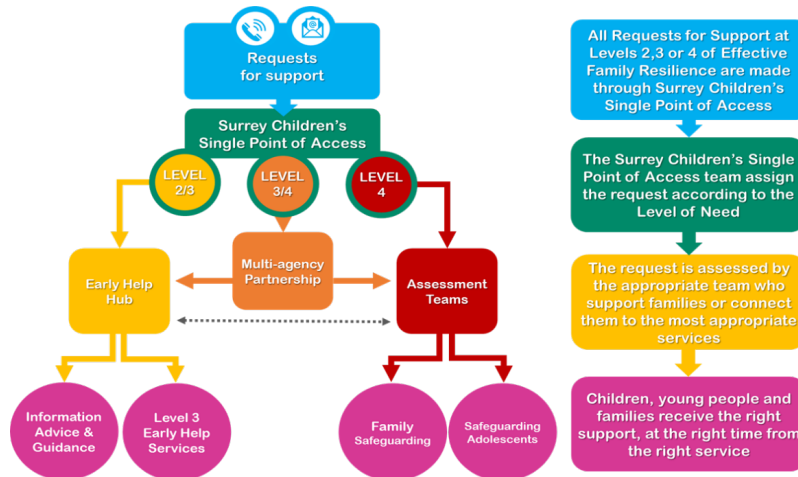 Requests
for support
Surrey Children's
Single Point of Access
LEVEL
2/3
LEVEL
3/4
LEVEL
4
Early Help
Hub
Multi-agency
Partnership
Assessment
Teams
Information
Advice &
Guidance
Level 3
Early Help
Services
Family
Safeguarding
Safeguarding
Adolescents
All Requests for Support at
Levels 2,3 or 4 of Effective
Family Resilience are made
through Surrey Children's
Single Point of Access
The Surrey Children's Single
Point of Access team assign
the request according to the
Level of Need
The request is assessed by
the appropriate team who
support families or connect
them to the most appropriate
services
Children, young people and
families receive the right
support, at the right time from
the right service